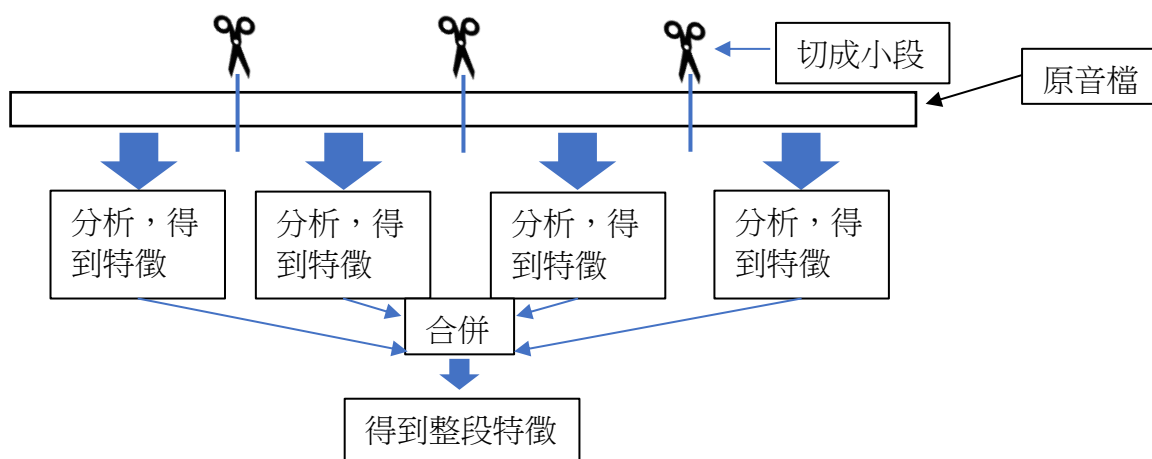 切成小段
原音檔
分析，得
到特徵
分析，得
到特徵
分析，得
到特徵
分析，得
到特徵
合併
得到整段特徵